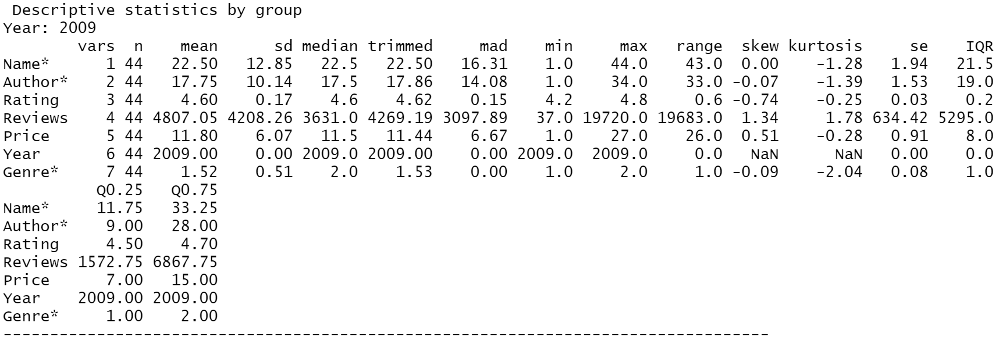 Descriptive statistics by group
Year: 2009
        vars  n    mean      sd median trimmed     mad    min     max   range  skew kurtosis     se    IQR
Name*      1 44   22.50   12.85   22.5   22.50   16.31    1.0    44.0    43.0  0.00    -1.28   1.94   21.5
Author*    2 44   17.75   10.14   17.5   17.86   14.08    1.0    34.0    33.0 -0.07    -1.39   1.53   19.0
Rating     3 44    4.60    0.17    4.6    4.62    0.15    4.2     4.8     0.6 -0.74    -0.25   0.03    0.2
Reviews    4 44 4807.05 4208.26 3631.0 4269.19 3097.89   37.0 19720.0 19683.0  1.34     1.78 634.42 5295.0
Price      5 44   11.80    6.07   11.5   11.44    6.67    1.0    27.0    26.0  0.51    -0.28   0.91    8.0
Year       6 44 2009.00    0.00 2009.0 2009.00    0.00 2009.0  2009.0     0.0   NaN      NaN   0.00    0.0
Genre*     7 44    1.52    0.51    2.0    1.53    0.00    1.0     2.0     1.0 -0.09    -2.04   0.08    1.0
          Q0.25   Q0.75
Name*     11.75   33.25
Author*    9.00   28.00
Rating     4.50    4.70
Reviews 1572.75 6867.75
Price      7.00   15.00
Year    2009.00 2009.00
Genre*     1.00    2.00
----------------------------------------------------------------------------------